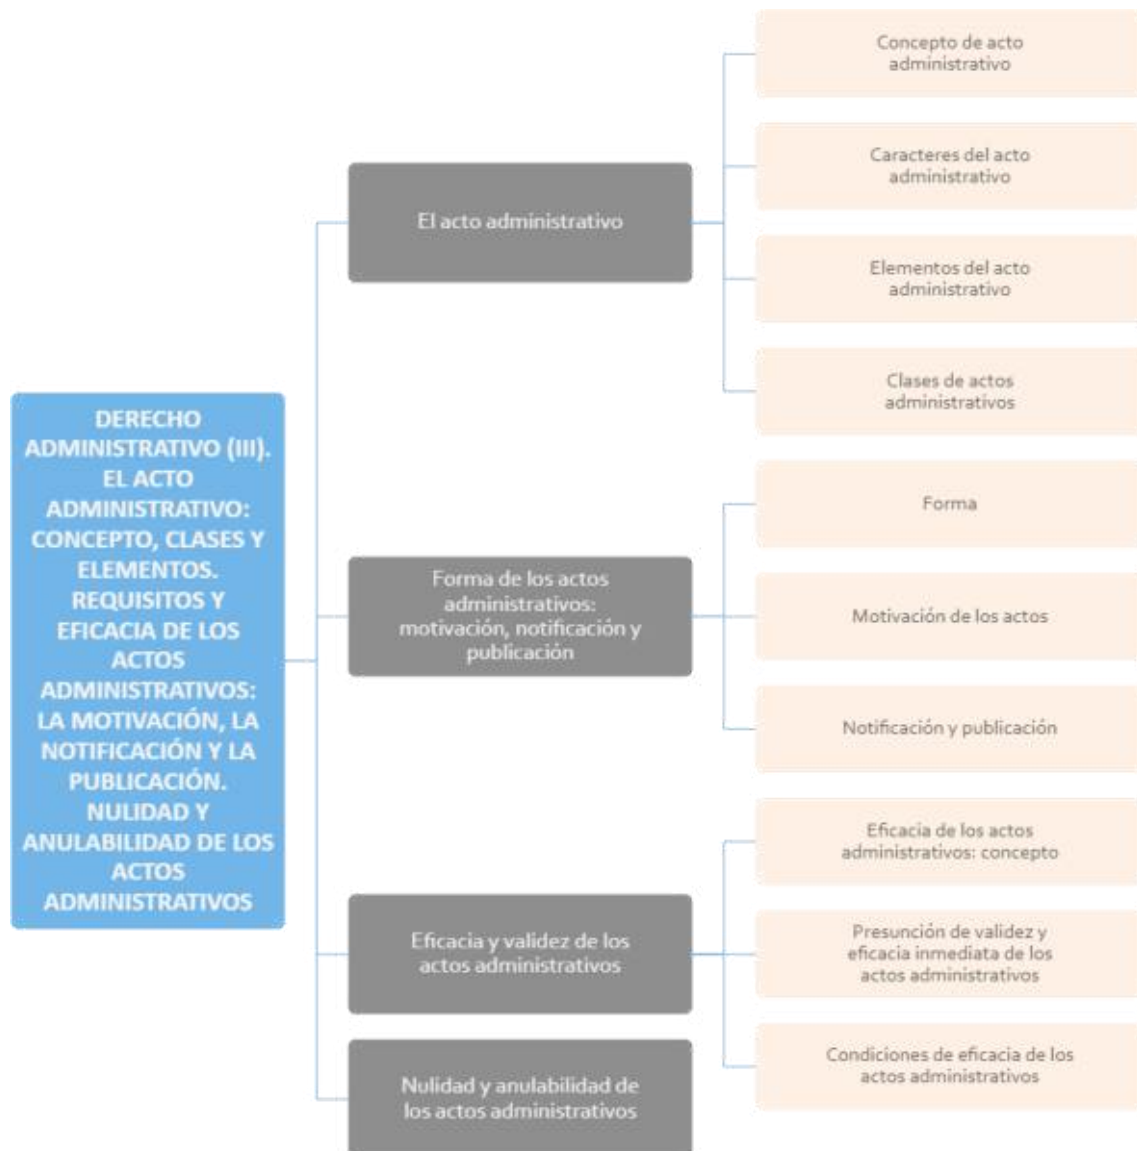 DERECHO
ADMINISTRATIVO (III).
EL ACTO
ADMINISTRATIVO:
CONCEPTO, CLASES Y
ELEMENTOS.
REQUISITOS Y
EFICACIA DE LOS
ACTOS
ADMINISTRATIVOS:
LA MOTIVACIÓN, LA
NOTIFICACIÓN Y LA
PUBLICACIÓN.
NULIDAD Y
ANULABILIDAD DE LOS
ACTOS
ADMINISTRATIVOS
El acto administrativo
Concepto de acto
administrativo
Caracteres del acto
administrativo
Elementos del acto
administrativo
Clases de actos
administrativos
Forma de los actos
administrativos:
motivación, notificación y
publicación
Forma
Motivación de los actos
Notificación y publicación
Eficacia y validez de los
actos administrativos
Eficacia de los actos
administrativos: concepto
Presunción de validez y
eficacia inmediata de los
actos administrativos
Condiciones de eficacia de los
actos administrativos
Nulidad y anulabilidad de
los actos administrativos